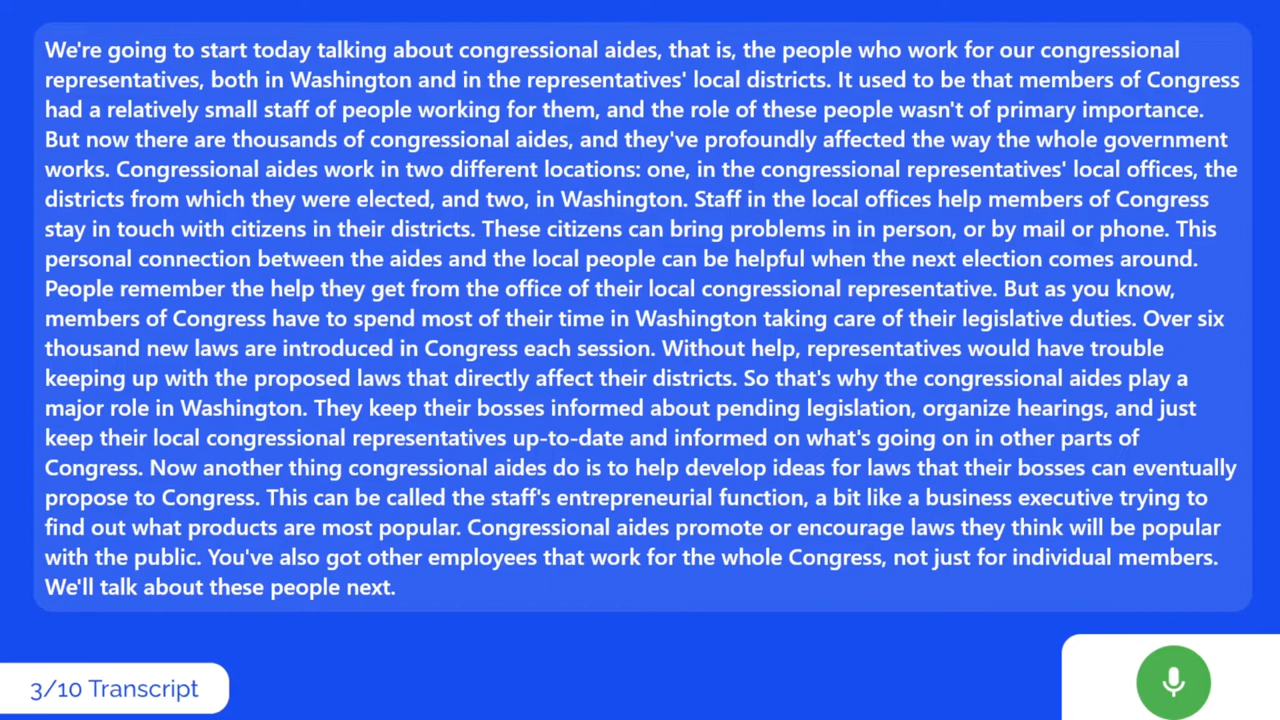 We're going to start today talking about congressional aides, that is, the people who work for our congressional
representatives, both in Washington and in the representatives' local districts. It used to be that members of Congress
had a relatively small staff of people working for them, and the role of these people wasn't of primary importance.
But now there are thousands of congressional aides, and they've profoundly affected the way the whole government
works. Congressional aides work in two different locations: one, in the congressional representatives' local offices, the
districts from which they were elected, and two, in Washington. Staff in the local offices help members of Congress
stay in touch with citizens in their districts. These citizens can bring problems in in person, or by mail or phone. This
personal connection between the aides and the local people can be helpful when the next election comes around.
People remember the help they get from the office of their local congressional representative. But as you know,
members of Congress have to spend most of their time in Washington taking care of their legislative duties. Over six
thousand new laws are introduced in Congress each session. Without help, representatives would have trouble
keeping up with the proposed laws that directly affect their districts. So that's why the congressional aides play a
major role in Washington. They keep their bosses informed about pending legislation, organize hearings, and just
keep their local congressional representatives up-to-date and informed on what's going on in other parts of
Congress. Now another thing congressional aides do is to help develop ideas for laws that their bosses can eventually
propose to Congress. This can be called the staff's entrepreneurial function, a bit like a business executive trying to
find out what products are most popular. Congressional aides promote or encourage laws they think will be popular
with the public. You've also got other employees that work for the whole Congress, not just for individual members.
We'll talk about these people next.
3/10 Transcript